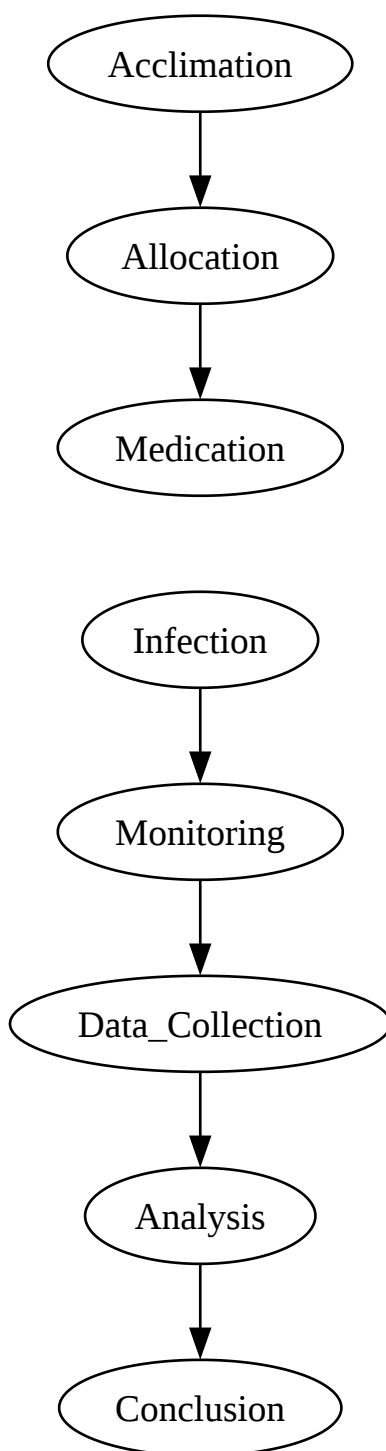 Acclimation
Allocation
Medication
Infection
Monitoring
Data_Collection
Analysis
Conclusion